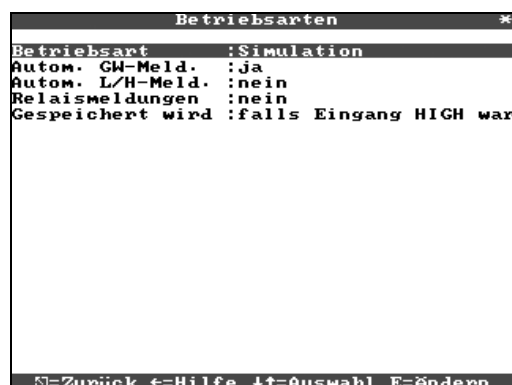 Betriebsarten *
Betriebsart :Simulation
Autom. GW-Meld. :ja
Autom. L/H-Meld. :nein
Relaismeldungen :nein
Gespeichert wird :falls Eingang HIGH war
=Zurück ←=Hilfe ↓↑=Auswahl E=Ändern